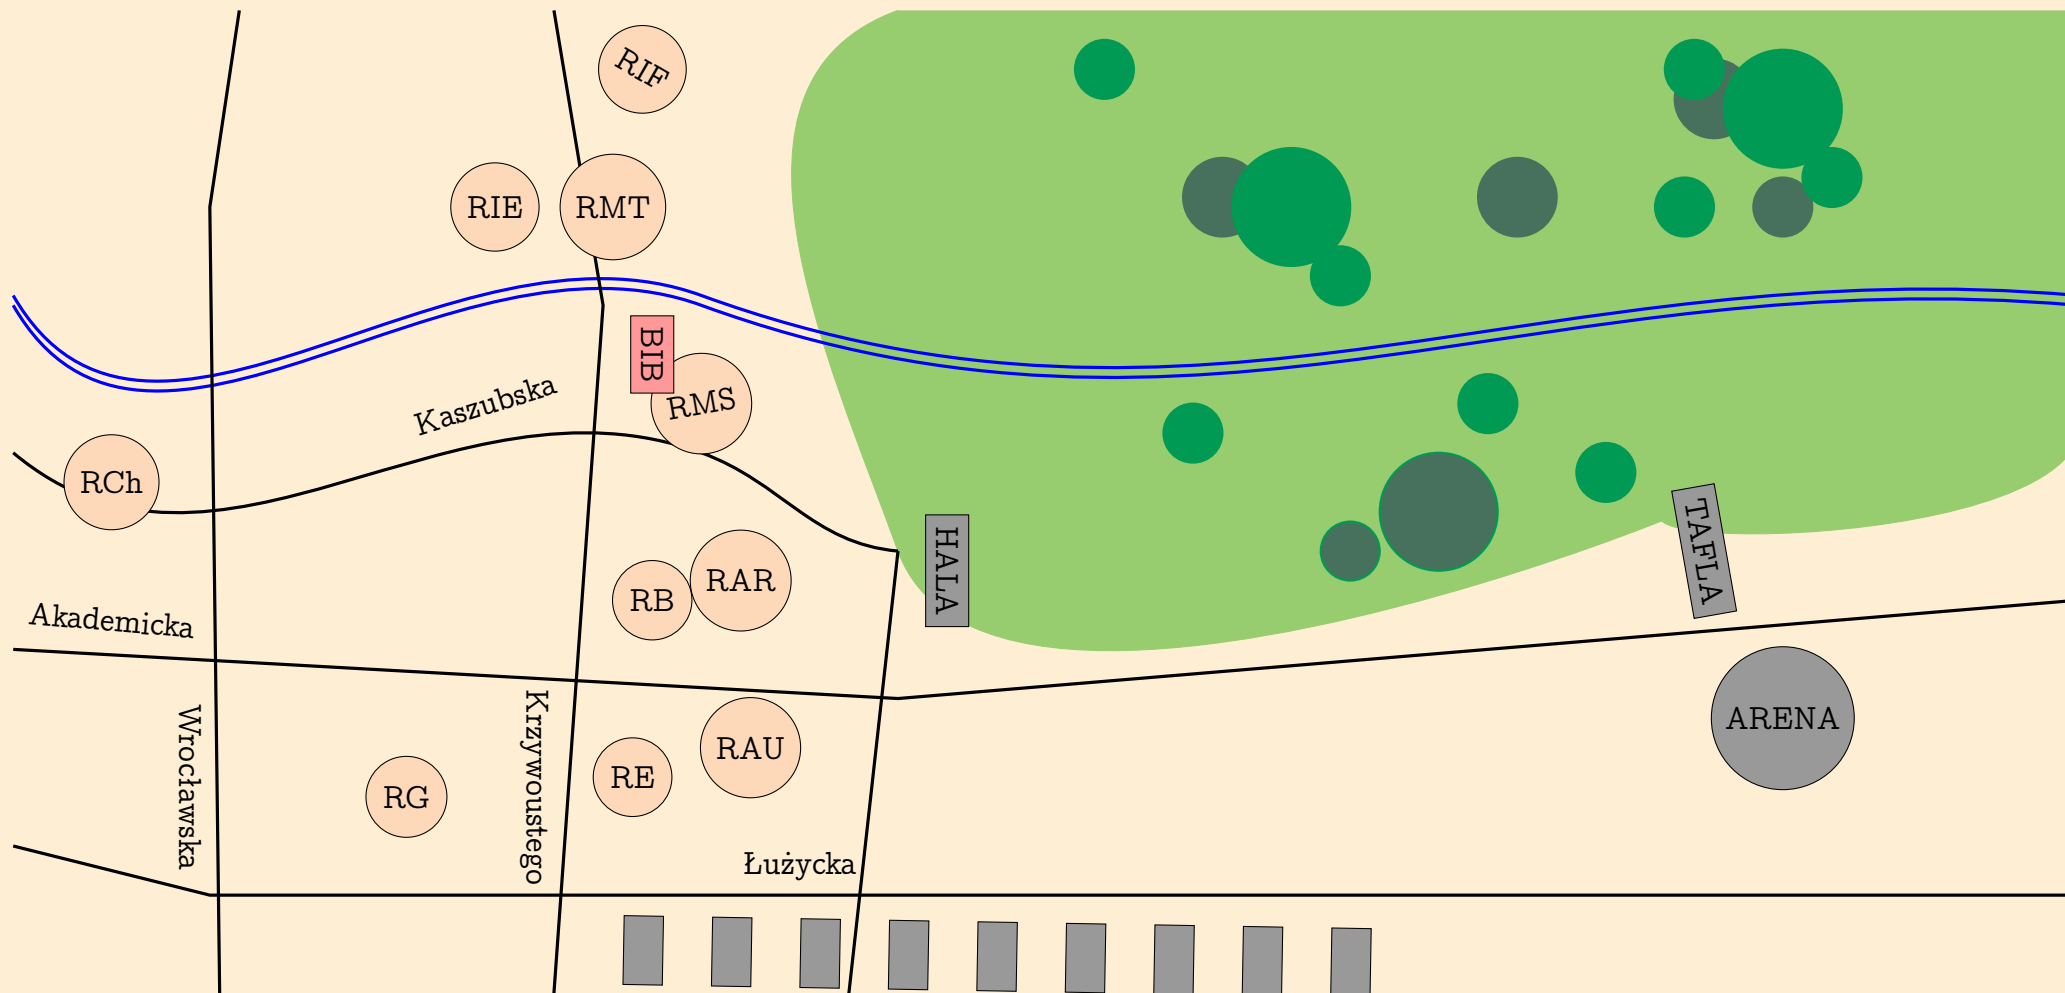 RIF
RIE
RMT
BIB
RMS
Kaszubska
RCh
HALA
TAFLA
RB
RAR
Akademicka
Wrocławska
Krzywoustego
RAU
RE
RG
ARENA
Łużycka